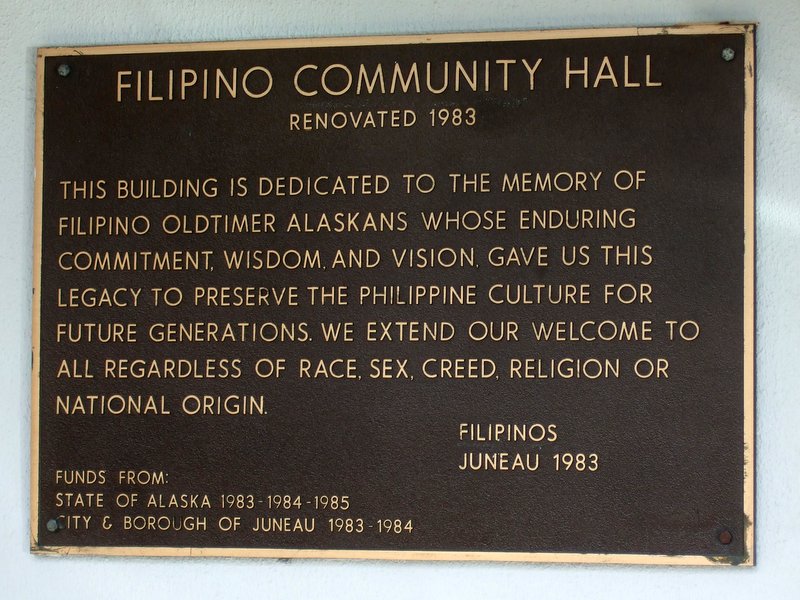 FILIPINO COMMUNITY HALL
RENOVATED 1983
THIS BUILDING IS DEDICATED TO THE MEMORY OF
FILIPINO OLDTIMER ALASKANS WHOSE ENDURING
COMMITMENT, WISDOM, AND VISION, GAVE US THIS
LEGACY TO PRESERVE THE PHILIPPINE CULTURE FOR
FUTURE GENERATIONS. WE EXTEND OUR WELCOME TO
ALL REGARDLESS OF RACE, SEX, CREED, RELIGION OR
NATIONAL ORIGIN.
FILIPINOS
JUNEAU 1983
FUNDS FROM:
STATE OF ALASKA 1983-1984-1985
CITY & BOROUGH OF JUNEAU 1983-1984